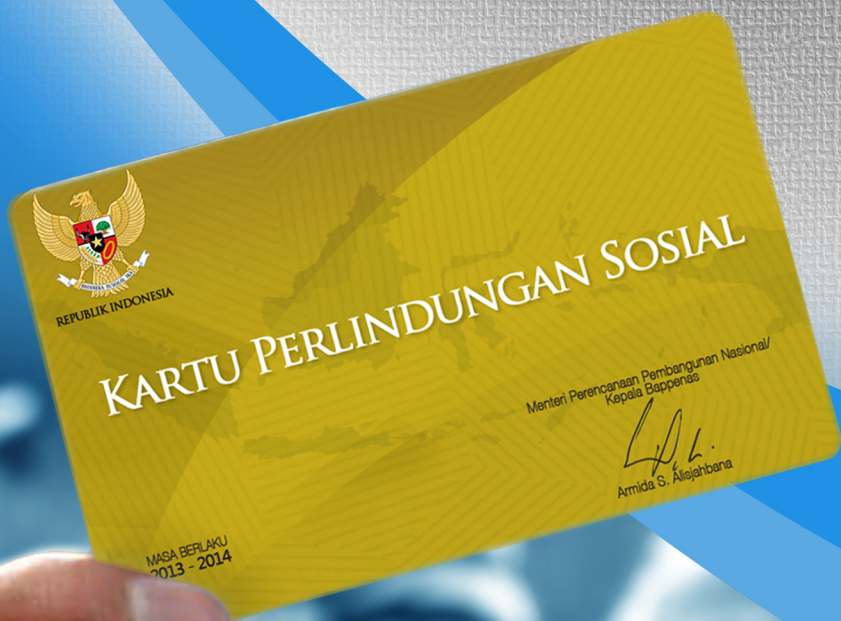 REPUBLIK INDONESIA
KARTU PERLINDUNGAN SOSIAL
Menteri Perencanaan Pembangunan Nasional/
Kepala Bappenas
Armida S. Alisjahbana
MASA BERLAKU
2013 - 2014